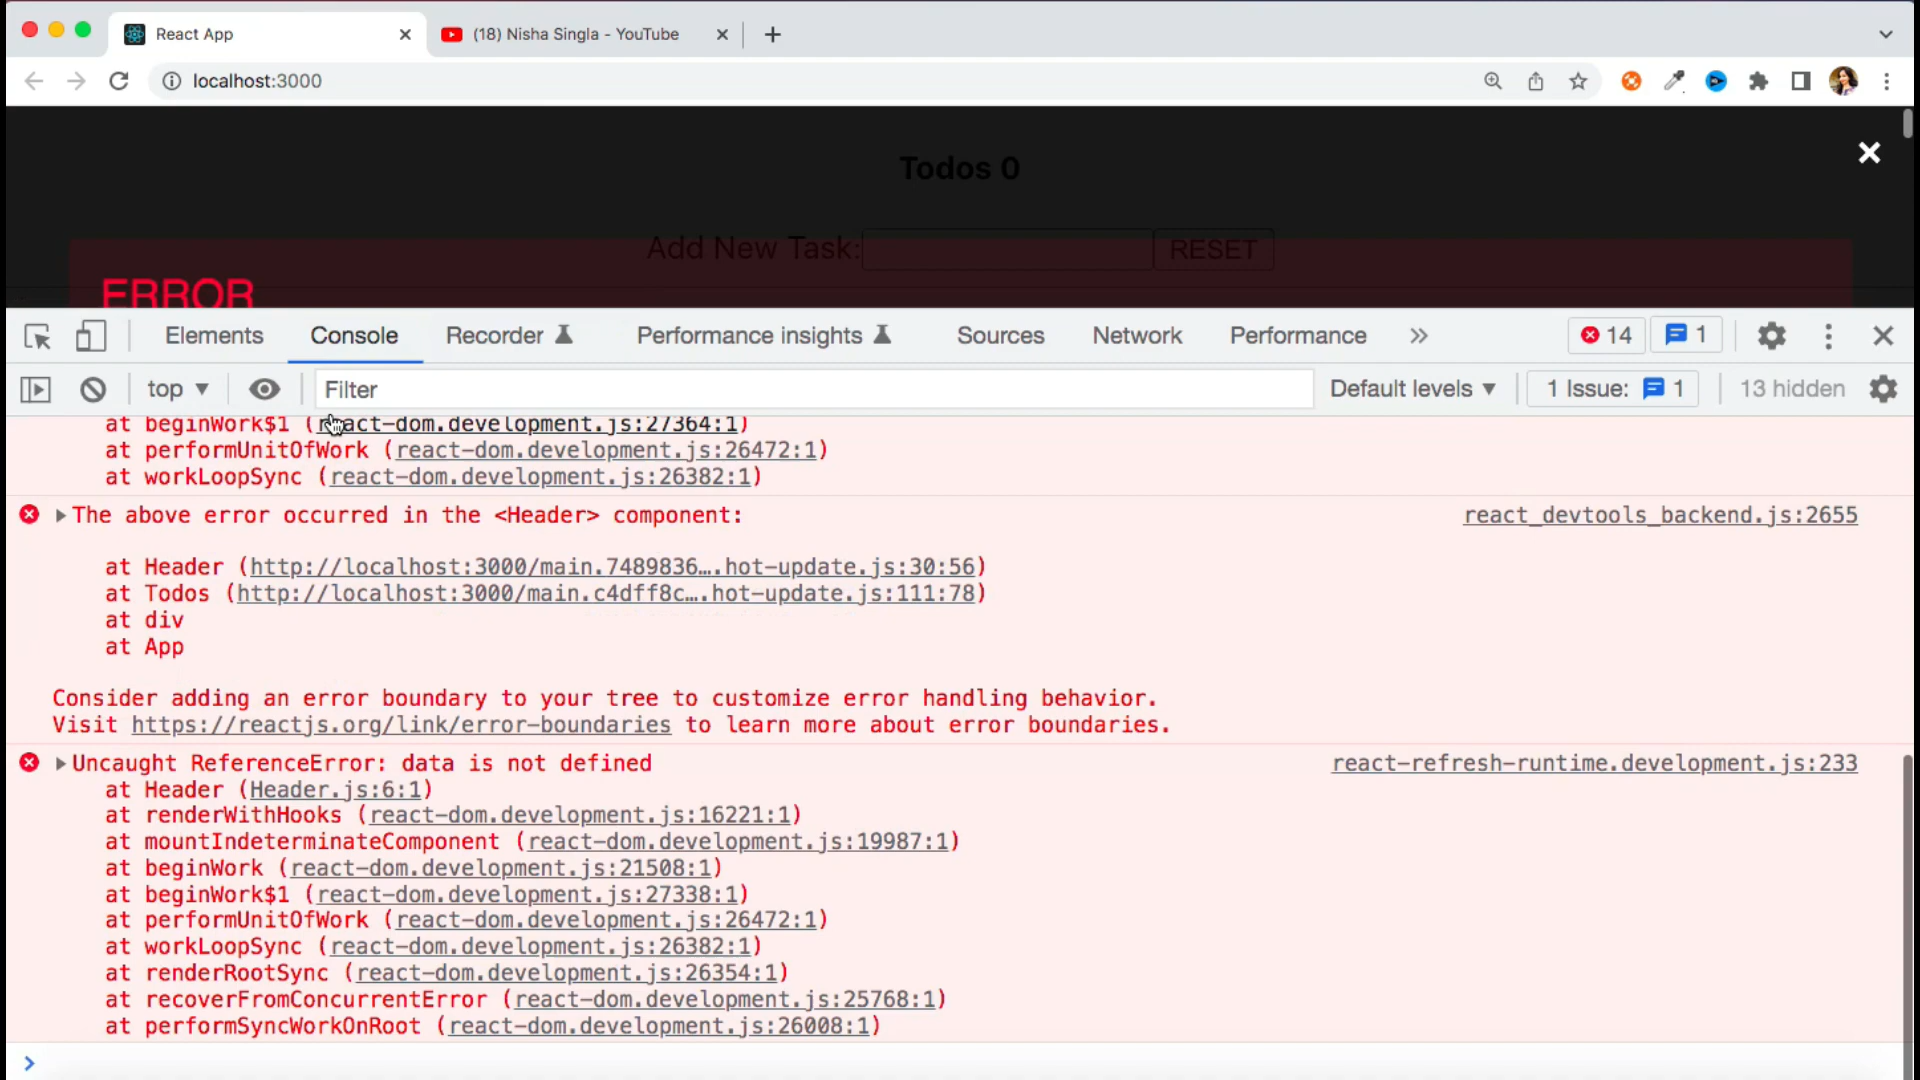 React App
(18) Nisha Singla - YouTube
localhost:3000
Todos 0
Add New Task:
RESET
ERROR
Elements
Console
Recorder
Performance insights
Sources
Network
Performance
14
1
top
Filter
Default levels
1 Issue: 1
13 hidden
at beginWork$1 (react-dom.development.js:27364:1)
at performUnitOfWork (react-dom.development.js:26472:1)
at workLoopSync (react-dom.development.js:26382:1)
The above error occurred in the <Header> component:
react_devtools_backend.js:2655
at Header (http://localhost:3000/main.7489836….hot-update.js:30:56)
at Todos (http://localhost:3000/main.c4dff8c….hot-update.js:111:78)
at div
at App
Consider adding an error boundary to your tree to customize error handling behavior.
Visit https://reactjs.org/link/error-boundaries to learn more about error boundaries.
Uncaught ReferenceError: data is not defined
react-refresh-runtime.development.js:233
at Header (Header.js:6:1)
at renderWithHooks (react-dom.development.js:16221:1)
at mountIndeterminateComponent (react-dom.development.js:19987:1)
at beginWork (react-dom.development.js:21508:1)
at beginWork$1 (react-dom.development.js:27338:1)
at performUnitOfWork (react-dom.development.js:26472:1)
at workLoopSync (react-dom.development.js:26382:1)
at renderRootSync (react-dom.development.js:26354:1)
at recoverFromConcurrentError (react-dom.development.js:25768:1)
at performSyncWorkOnRoot (react-dom.development.js:26008:1)